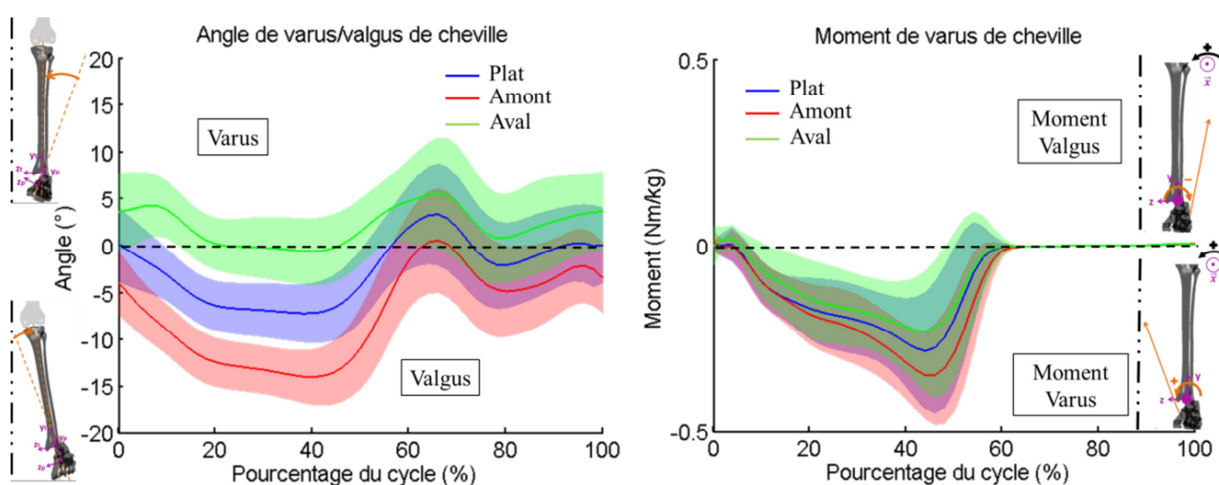 Angle de varus/valgus de cheville
20
15
10
5
0
-5
-10
-15
-20
Angle (°)
Plat
Amont
Aval
Varus
Valgus
0
20
40
60
80
100
Pourcentage du cycle (%)
Moment de varus de cheville
0.5
0
-0.5
Moment (Nm/kg)
Plat
Amont
Aval
Moment
Valgus
Moment
Varus
0
20
40
60
80
100
Pourcentage du cycle (%)
+
x
y
z
-
+
x
+
y
z